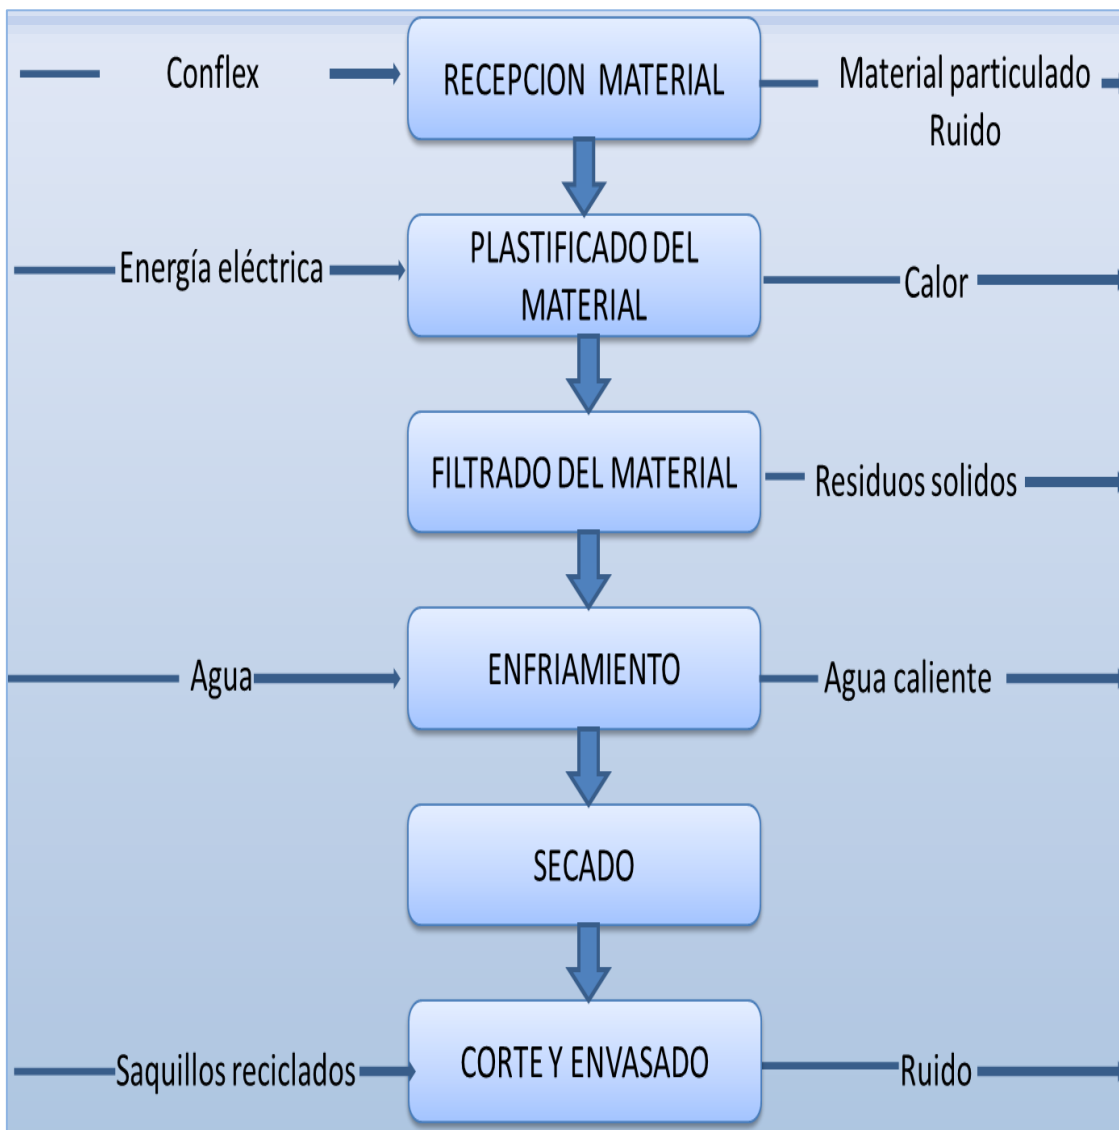 Conflex
RECEPCION MATERIAL
Material particulado
Ruido
Energía eléctrica
PLASTIFICADO DEL
MATERIAL
Calor
FILTRADO DEL MATERIAL
Residuos solidos
Agua
ENFRIAMIENTO
Agua caliente
SECADO
Saquillos reciclados
CORTE Y ENVASADO
Ruido